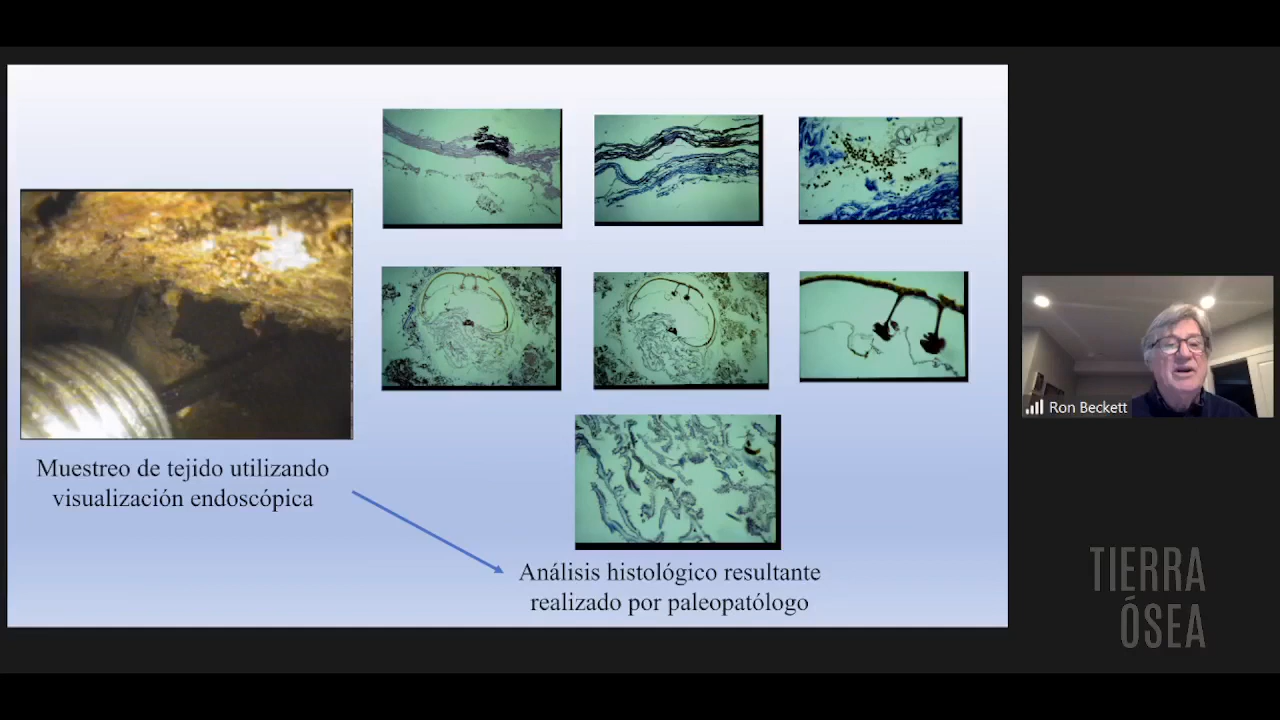 Muestreo de tejido utilizando
visualización endoscópica
Análisis histológico resultante
realizado por paleopatólogo
Ron Beckett
TIERRA
ÓSEA